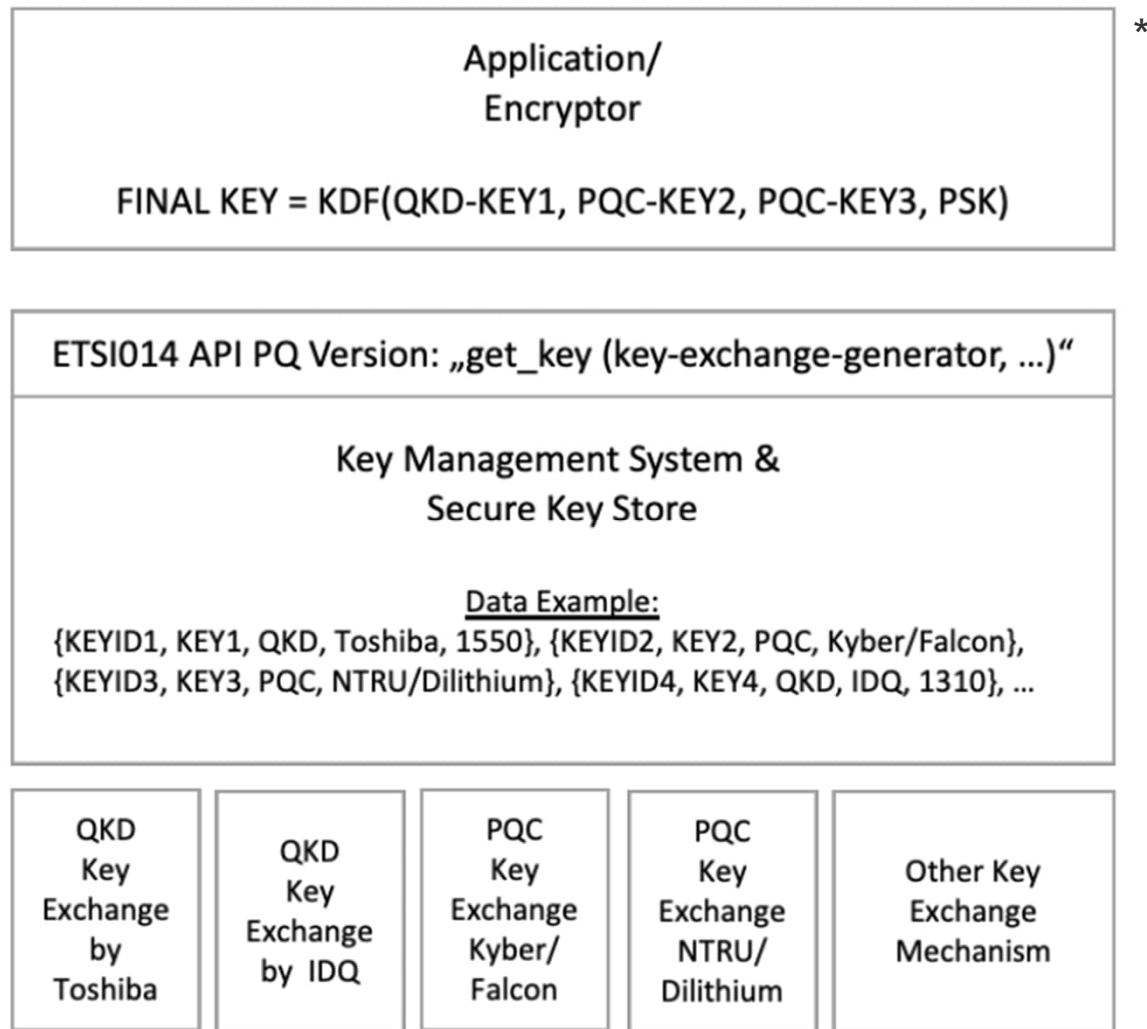 *
Application/
Encryptor
FINAL KEY = KDF(QKD-KEY1, PQC-KEY2, PQC-KEY3, PSK)
ETSI014 API PQ Version: „get_key (key-exchange-generator, ...)“
Key Management System &
Secure Key Store
Data Example:
{KEYID1, KEY1, QKD, Toshiba, 1550}, {KEYID2, KEY2, PQC, Kyber/Falcon},
{KEYID3, KEY3, PQC, NTRU/Dilithium}, {KEYID4, KEY4, QKD, IDQ, 1310}, ...
QKD
Key
Exchange
by
Toshiba
QKD
Key
Exchange
by IDQ
PQC
Key
Exchange
Kyber/
Falcon
PQC
Key
Exchange
NTRU/
Dilithium
Other Key
Exchange
Mechanism